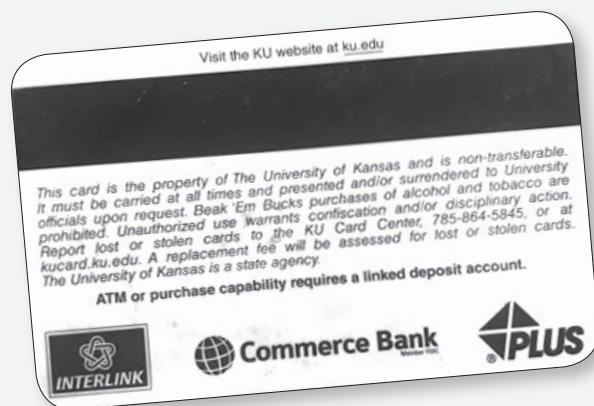 Visit the KU website at ku.edu
This card is the property of The University of Kansas and is non-transferable.
It must be carried at all times and presented and/or surrendered to University
officials upon request. Beak 'Em Bucks purchases of alcohol and tobacco are
prohibited. Unauthorized use warrants confiscation and/or disciplinary action.
Report lost or stolen cards to the KU Card Center, 785-864-5845, or at
kucard.ku.edu. A replacement fee will be assessed for lost or stolen cards.
The University of Kansas is a state agency.
ATM or purchase capability requires a linked deposit account.
INTERLINK
Commerce Bank
Member FDIC
® PLUS